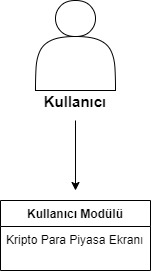 Kullanıcı
Kullanıcı Modülü
Kripto Para Piyasa Ekranı